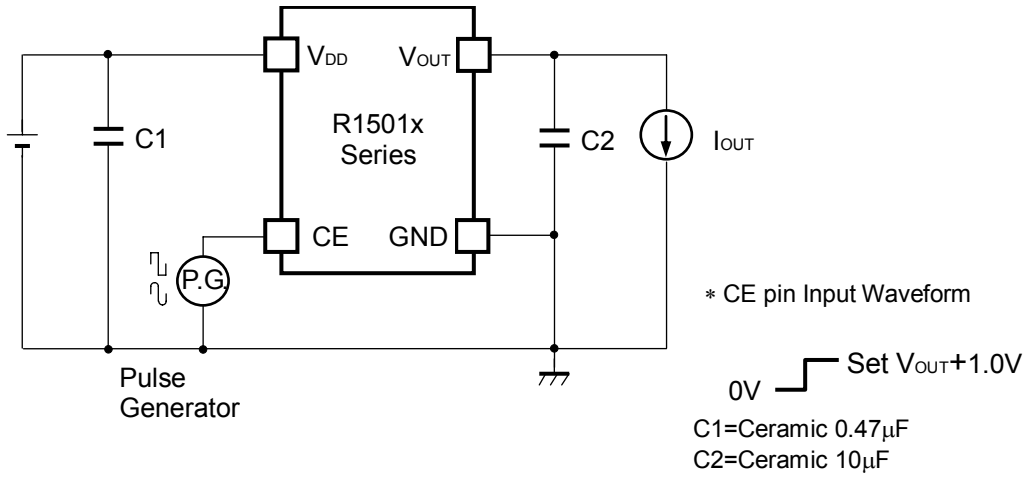 VDD
VOUT
R1501x
Series
C1
C2
IOUT
CE
GND
P.G.
∗ CE pin Input Waveform
Pulse
Generator
0V
Set VOUT+1.0V
C1=Ceramic 0.47μF
C2=Ceramic 10μF